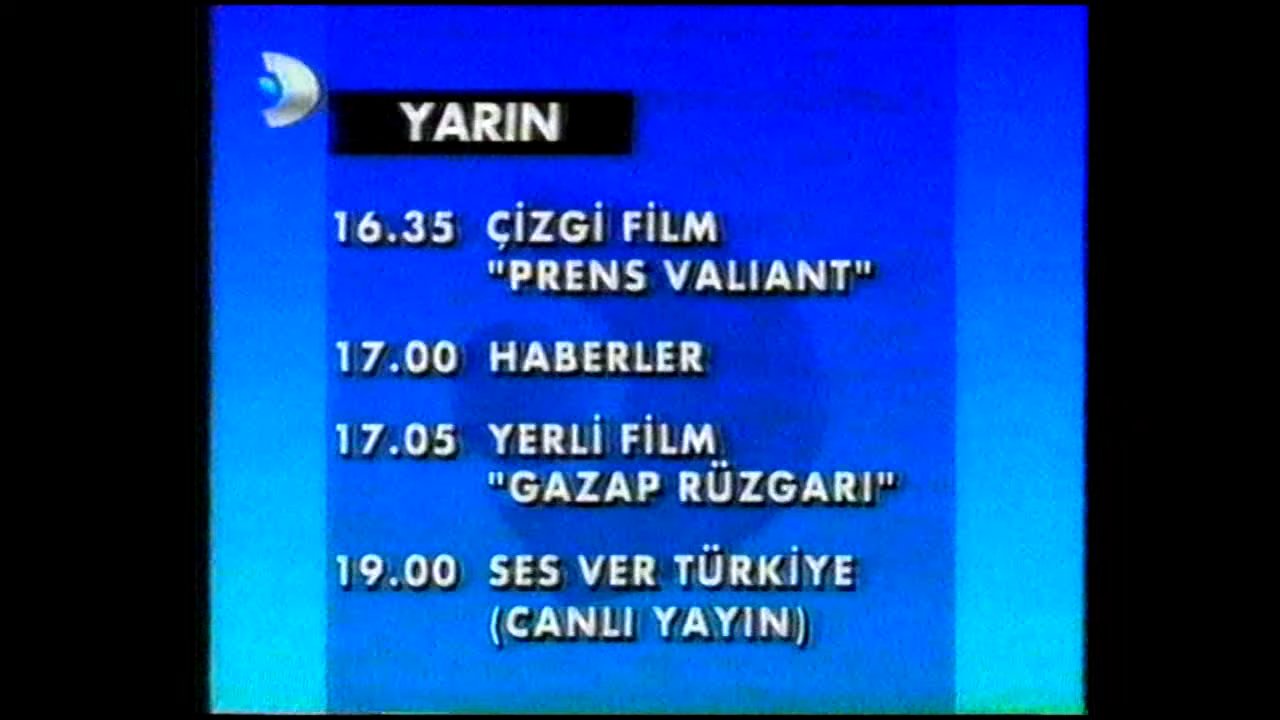 YARIN
16.35 ÇİZGİ FİLM
"PRENS VALIANT"
17.00 HABERLER
17.05 YERLİ FİLM
"GAZAP RÜZGARI"
19.00 SES VER TÜRKİYE
(CANLI YAYIN)